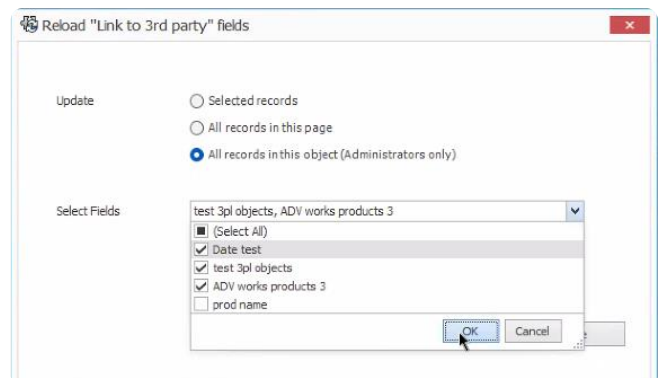 Reload "Link to 3rd party" fields
Update
Selected records
All records in this page
All records in this object (Administrators only)
Select Fields
test 3pl objects, ADV works products 3
(Select All)
Date test
test 3pl objects
ADV works products 3
prod name
OK
Cancel